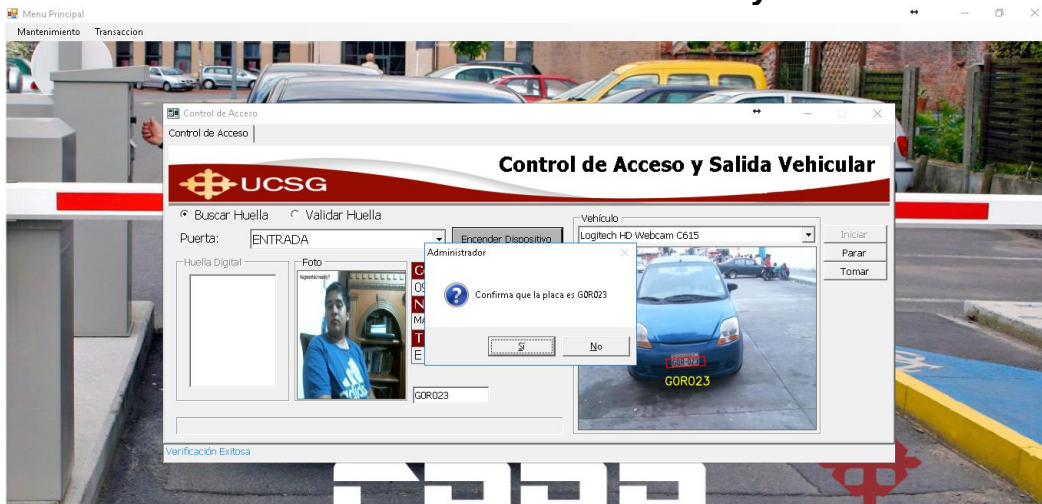 Menu Principal
Mantenimiento Transaccion
Control de Acceso
Control de Acceso
Control de Acceso y Salida Vehicular
UCSG
Buscar Huella Validar Huella
Puerta: ENTRADA Encender Dispositivo
Huella Digital
Foto
Vehículo
Logitech HD Webcam C615
Iniciar
Parar
Tomar
Administrador
Confirma que la placa es G0R023
Sí No
G0R023
GOR023
Verificación Exitosa